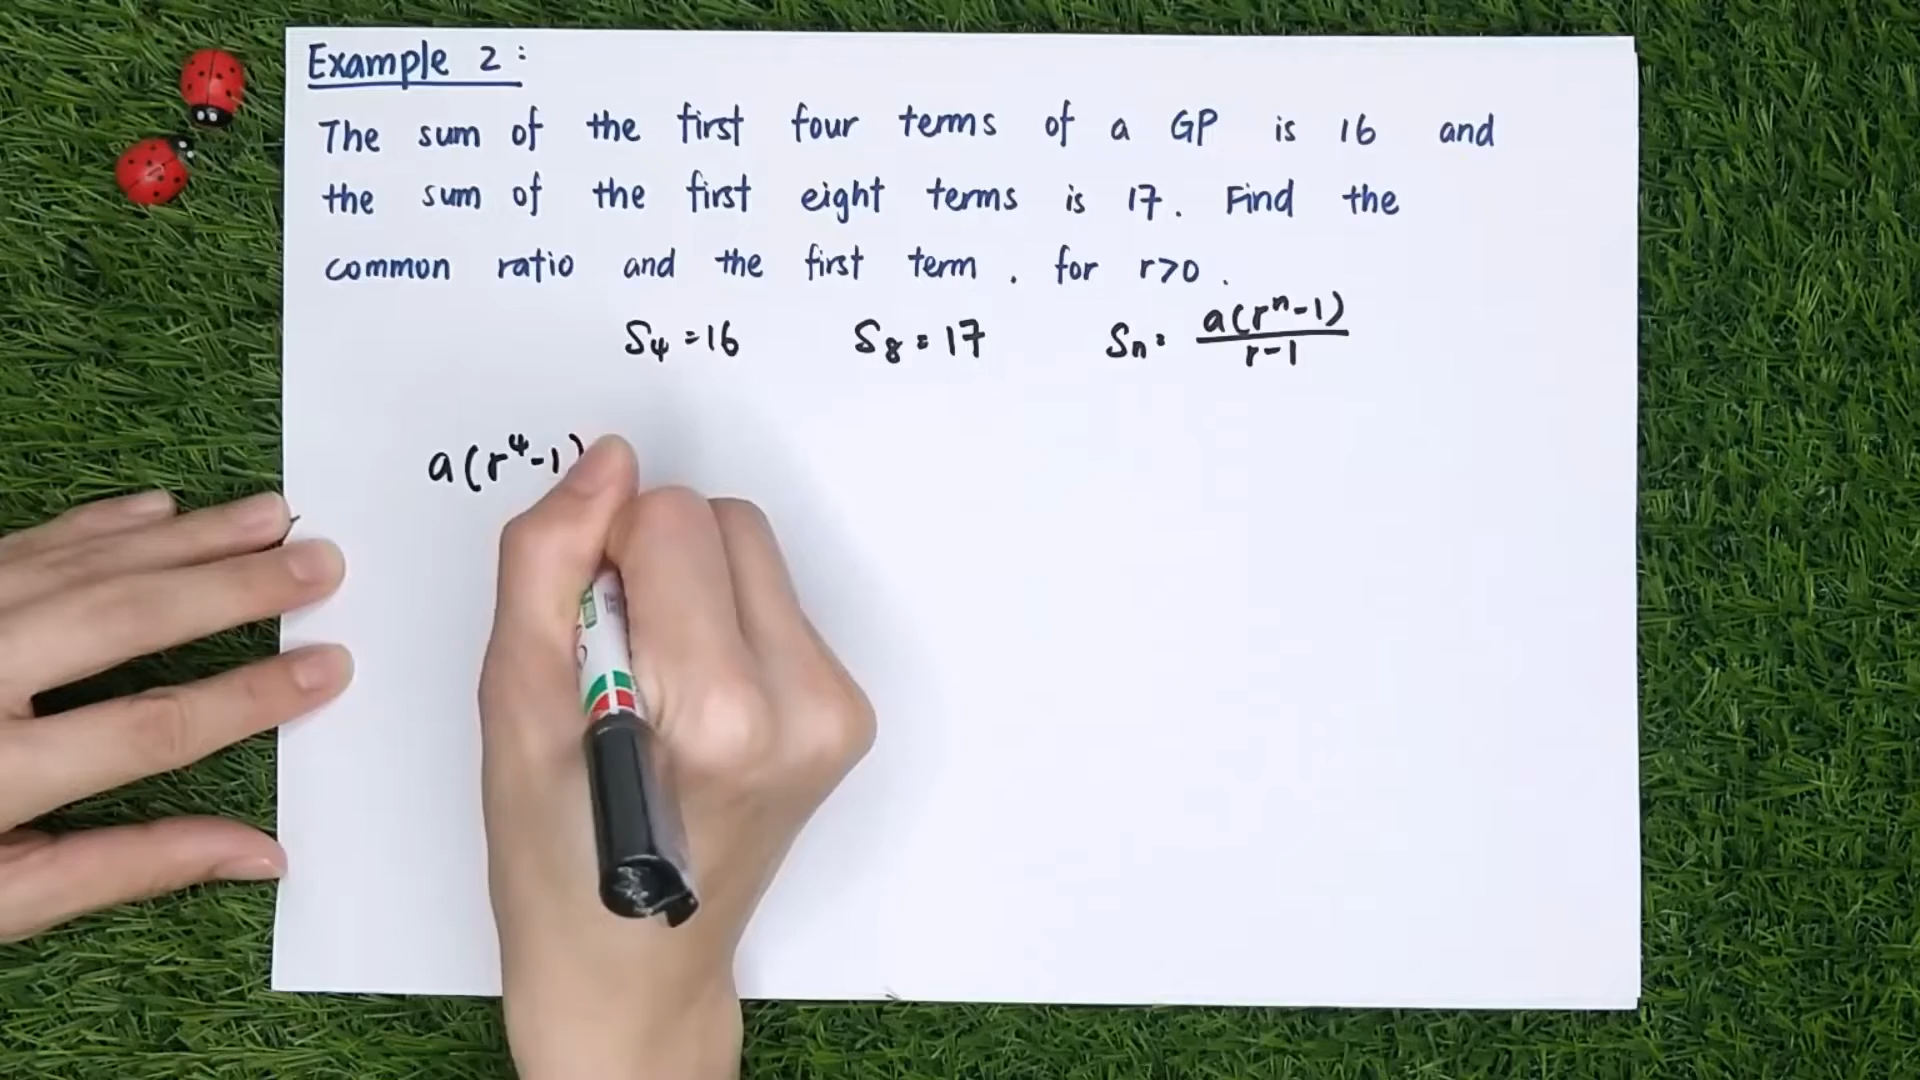 Example 2:
The sum of the first four terms of a GP is 16 and
the sum of the first eight terms is 17. Find the
common ratio and the first term. for r>0.
S₄ = 16 S₈ = 17 Sₙ = a(rⁿ-1)/r-1
a(r⁴-1)